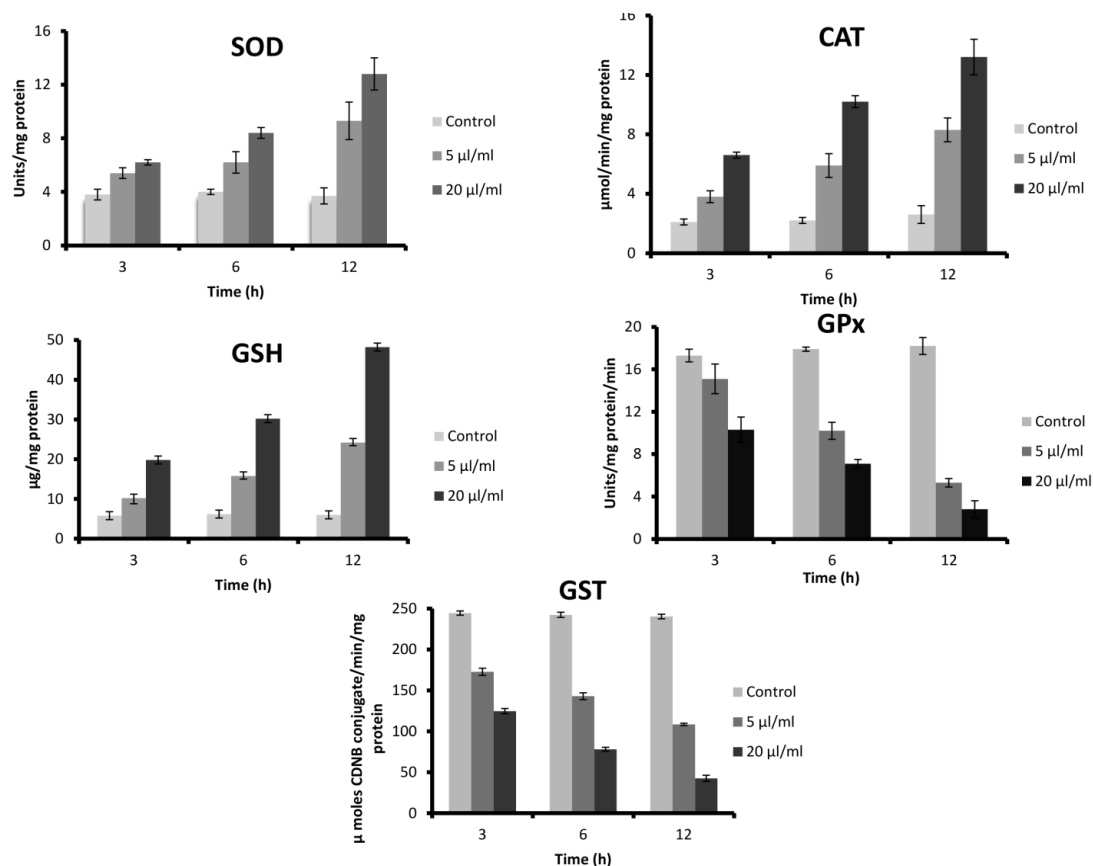 SOD
Units/mg protein
16
12
8
4
0
3 6 12
Time (h)
Control
5 µl/ml
20 µl/ml
CAT
µmol/min/mg protein
16
12
8
4
0
3 6 12
Time (h)
Control
5 µl/ml
20 µl/ml
GSH
µg/mg protein
50
40
30
20
10
0
3 6 12
Time (h)
Control
5 µl/ml
20 µl/ml
GPx
Units/mg protein/min
20
16
12
8
4
0
3 6 12
Time (h)
Control
5 µl/ml
20 µl/ml
GST
µ moles CDNB conjugate/min/mg
protein
250
200
150
100
50
0
3 6 12
Time (h)
Control
5 µl/ml
20 µl/ml